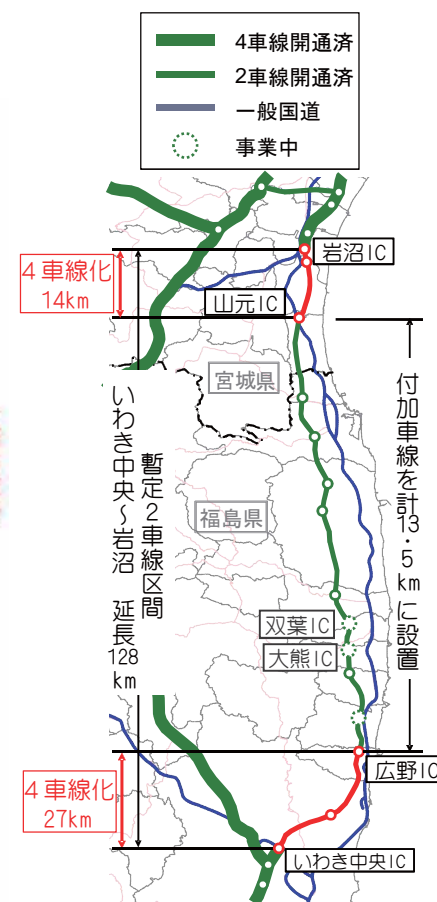 4車線開通済
2車線開通済
一般国道
事業中
岩沼IC
4車線化
14km
山元IC
宮城県
付加車線を計13・5kmに設置
暫定2車線区間
いわき中央～岩沼 延長128km
福島県
双葉IC
大熊IC
広野IC
4車線化
27km
いわき中央IC